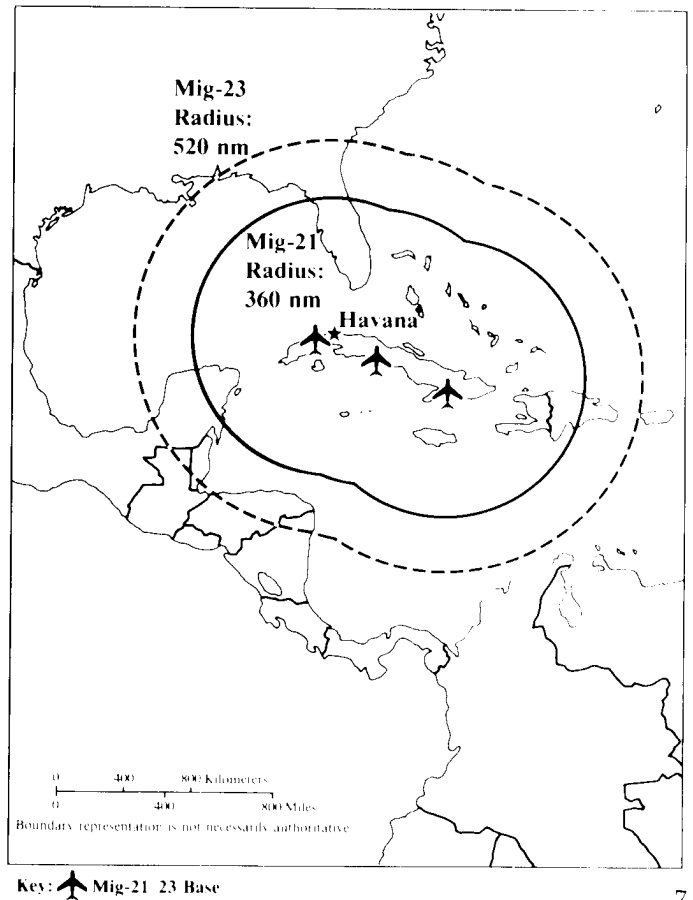 Mig-23
Radius:
520 nm
Mig-21
Radius:
360 nm
Havana
0 400 800 Kilometers
0 400 800 Miles
Boundary representation is not necessarily authoritative
Key: Mig-21 23 Base
7